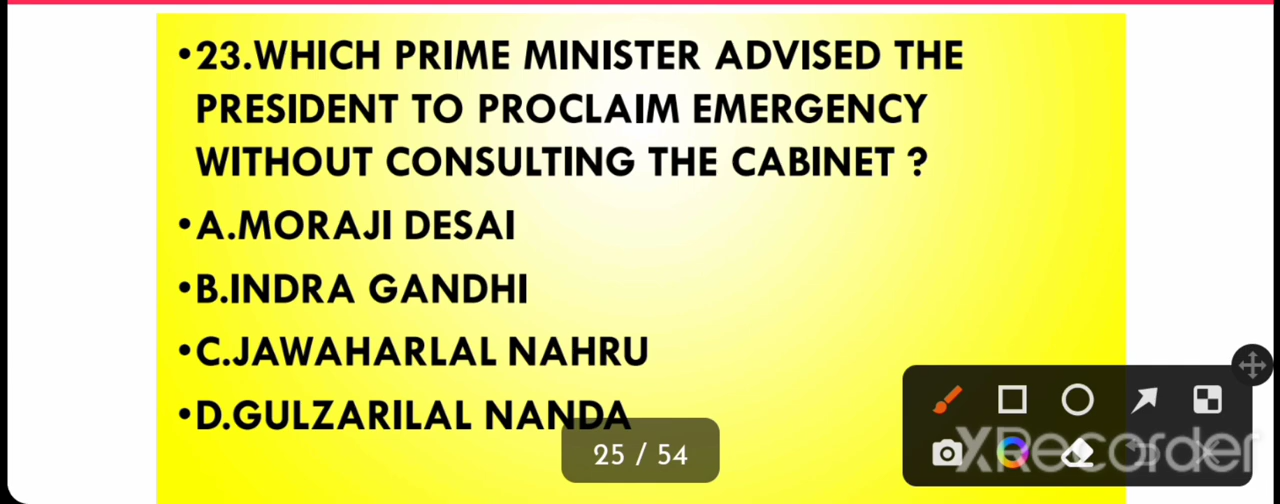 •23.WHICH PRIME MINISTER ADVISED THE
PRESIDENT TO PROCLAIM EMERGENCY
WITHOUT CONSULTING THE CABINET ?
•A.MORAJI DESAI
•B.INDRA GANDHI
•C.JAWAHARLAL NAHRU
•D.GULZARILAL NANDA
25 / 54
XRecorder